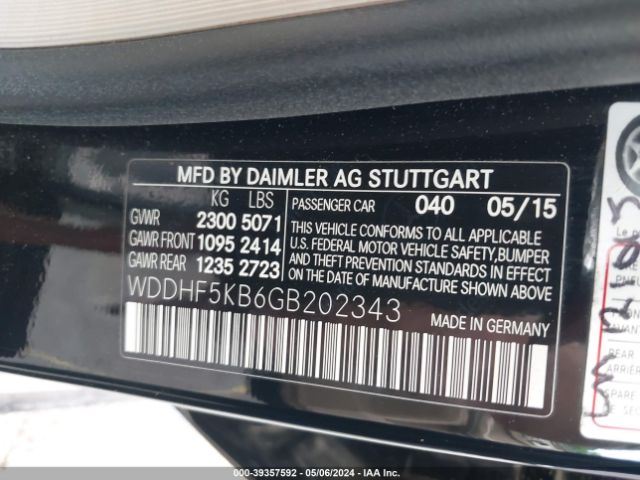 MFD BY DAIMLER AG STUTTGART
KG LBS
GVWR 2300 5071
GAWR FRONT 1095 2414
GAWR REAR 1235 2723
PASSENGER CAR 040 05/15
THIS VEHICLE CONFORMS TO ALL APPLICABLE
U.S. FEDERAL MOTOR VEHICLE SAFETY, BUMPER
AND THEFT PREVENTION STANDARDS IN EFFECT
ON THE DATE OF MANUFACTURE SHOWN ABOVE.
WDDHF5KB6GB202343
MADE IN GERMANY
REAR
ARRIÈRE
SPARE
000-39357592 - 05/06/2024 - IAA Inc.